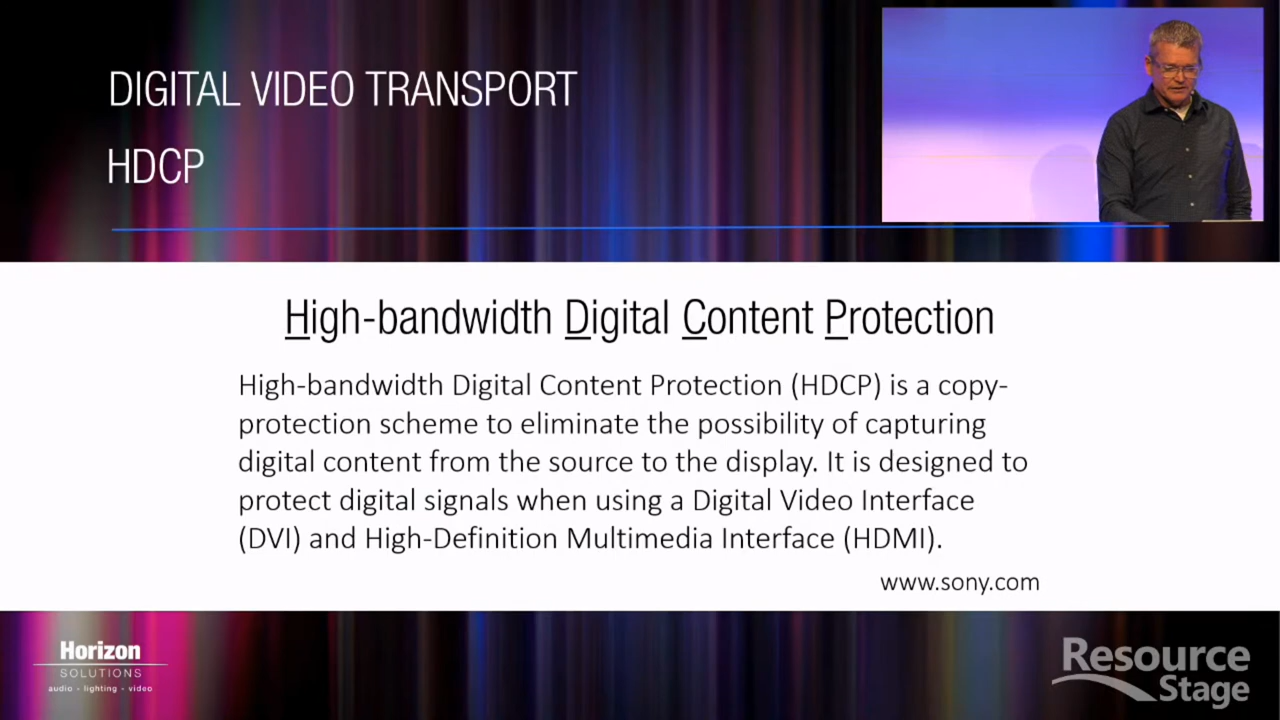 DIGITAL VIDEO TRANSPORT
HDCP
High-bandwidth Digital Content Protection
High-bandwidth Digital Content Protection (HDCP) is a copy-
protection scheme to eliminate the possibility of capturing
digital content from the source to the display. It is designed to
protect digital signals when using a Digital Video Interface
(DVI) and High-Definition Multimedia Interface (HDMI).
www.sony.com
Horizon
SOLUTIONS
audio - lighting - video
Resource
Stage